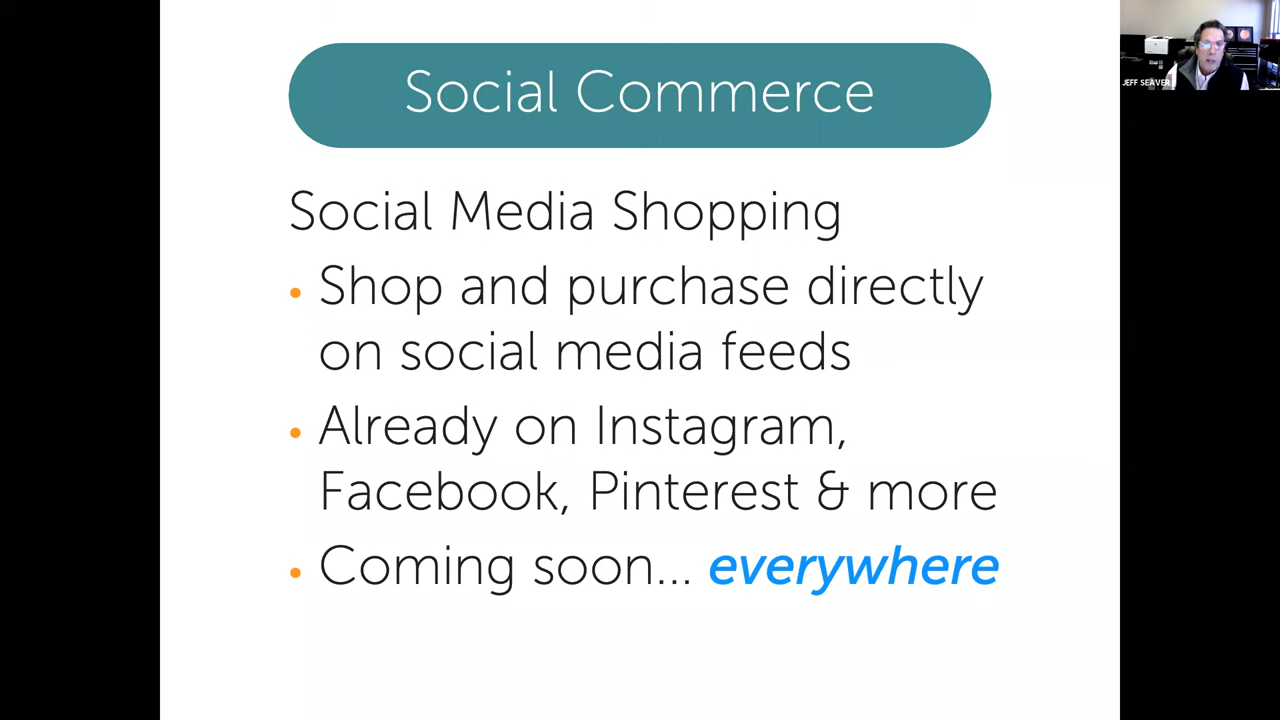 Social Commerce
JEFF SEAVER
Social Media Shopping
• Shop and purchase directly
on social media feeds
• Already on Instagram,
Facebook, Pinterest & more
• Coming soon... everywhere